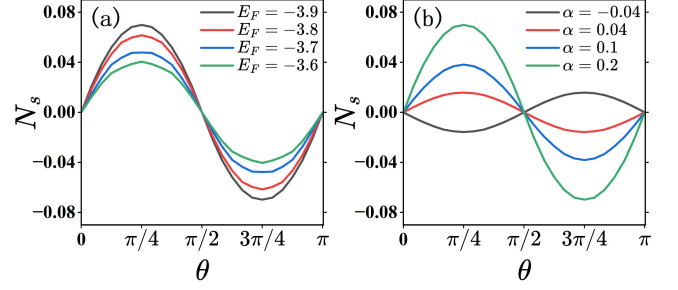 (a)
E_F = −3.9
E_F = −3.8
E_F = −3.7
E_F = −3.6
0.08
0.04
0.00
−0.04
−0.08
N_s
0 π/4 π/2 3π/4 π
θ
(b)
α = −0.04
α = 0.04
α = 0.1
α = 0.2
0.08
0.04
0.00
−0.04
−0.08
N_s
0 π/4 π/2 3π/4 π
θ